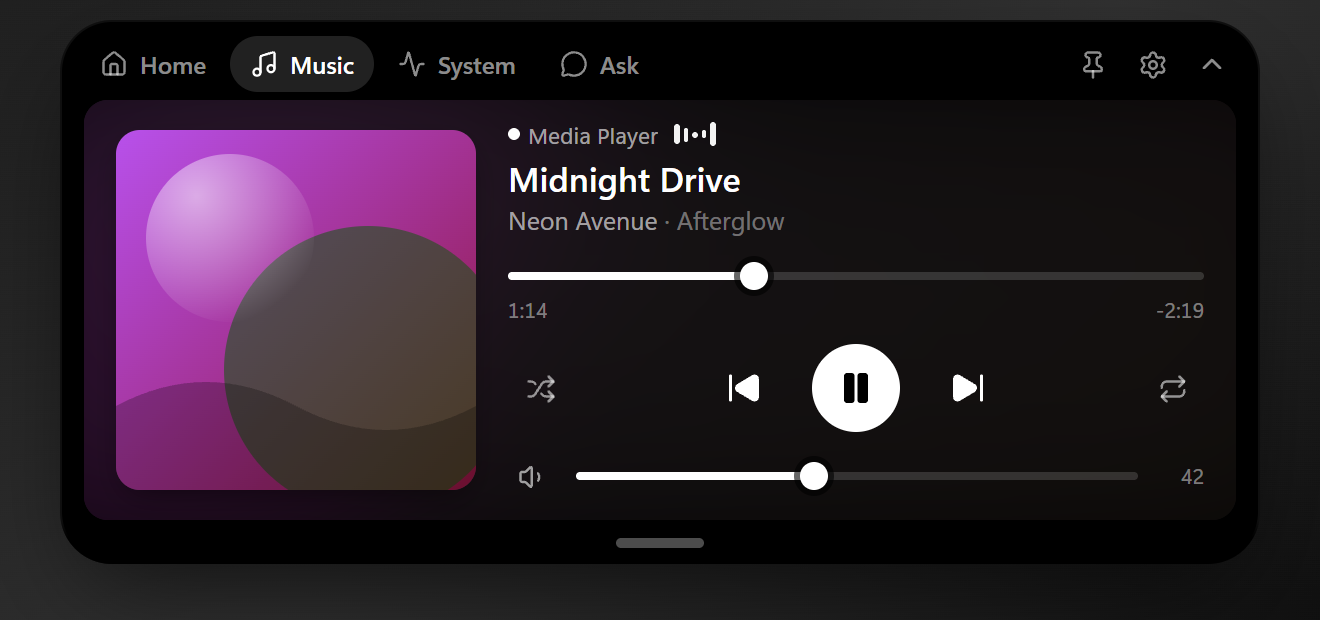 Home Music System Ask
Media Player
Midnight Drive
Neon Avenue · Afterglow
1:14 -2:19
42